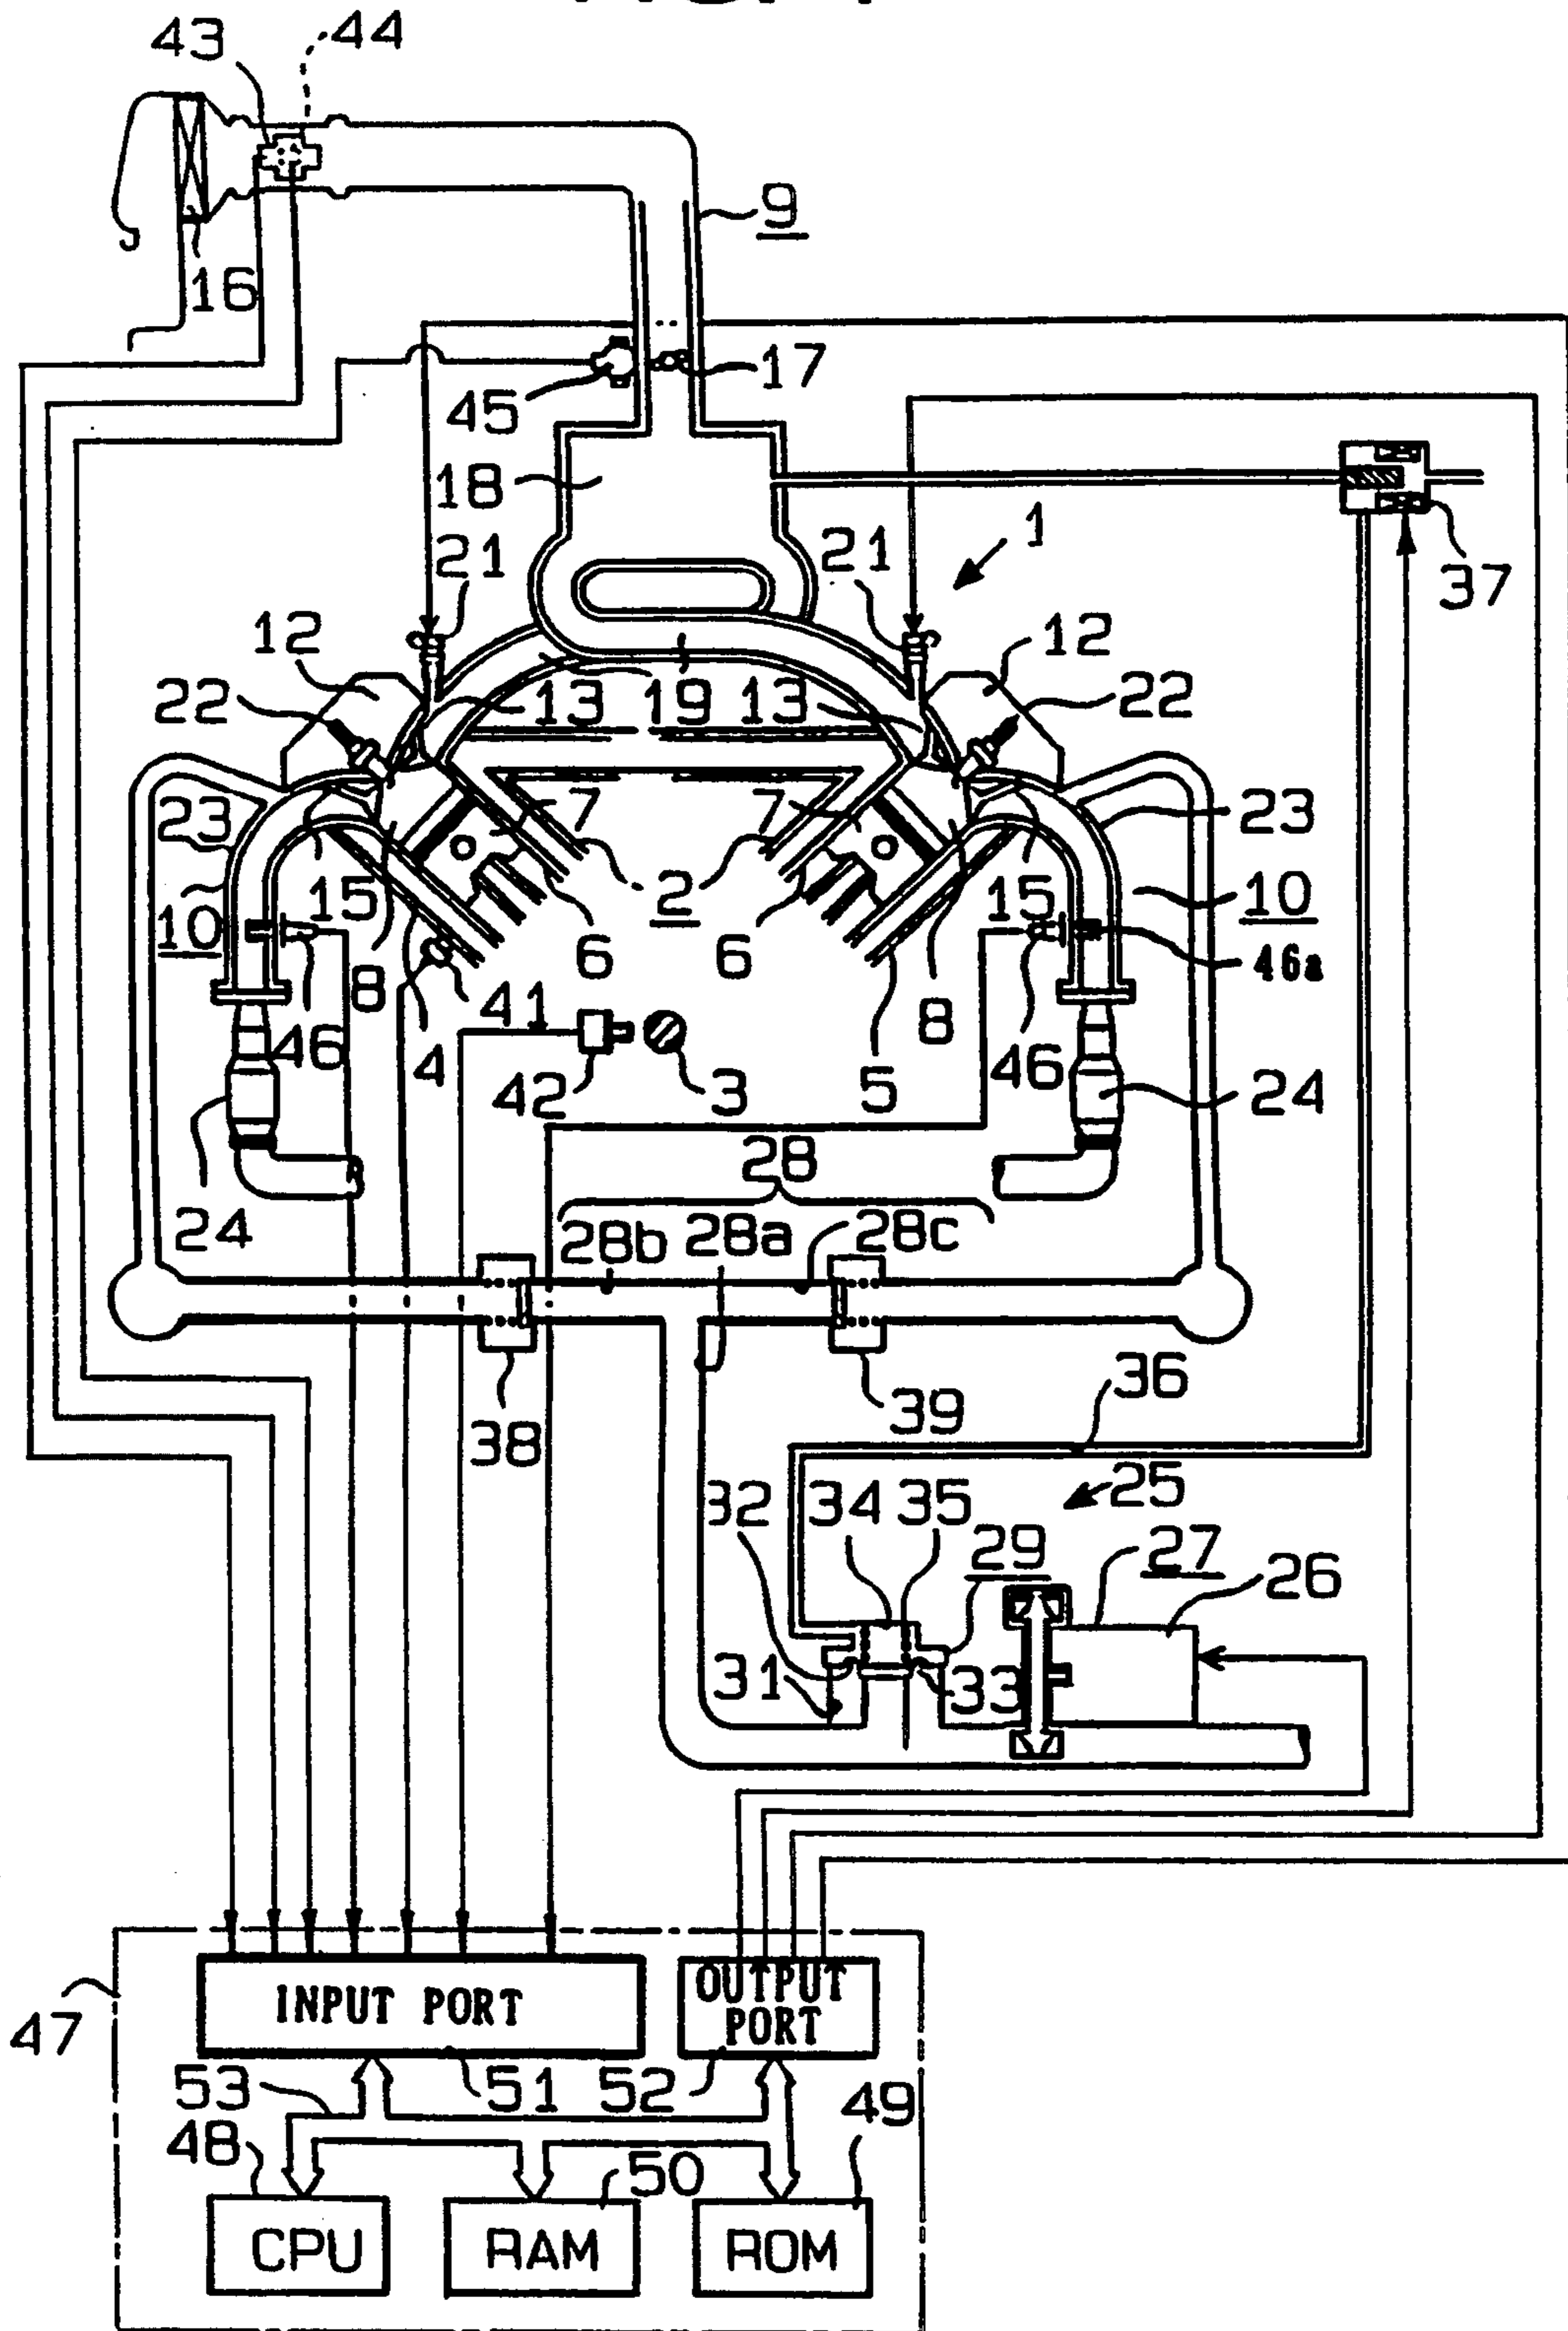 43 44
9
16
17
45
18
1
21 21
37
12 12
22 13 19 13 22
23 7 7 23
15 2 15
10 10
6 6
46a
8 41 8
46 4 46
42 3 5 24
28
24 28b 28a 28c
38 39 36
25
32 34 35 29
27 26
31 33
INPUT PORT
OUTPUT
PORT
47
53 51 52
48 50 49
CPU RAM ROM